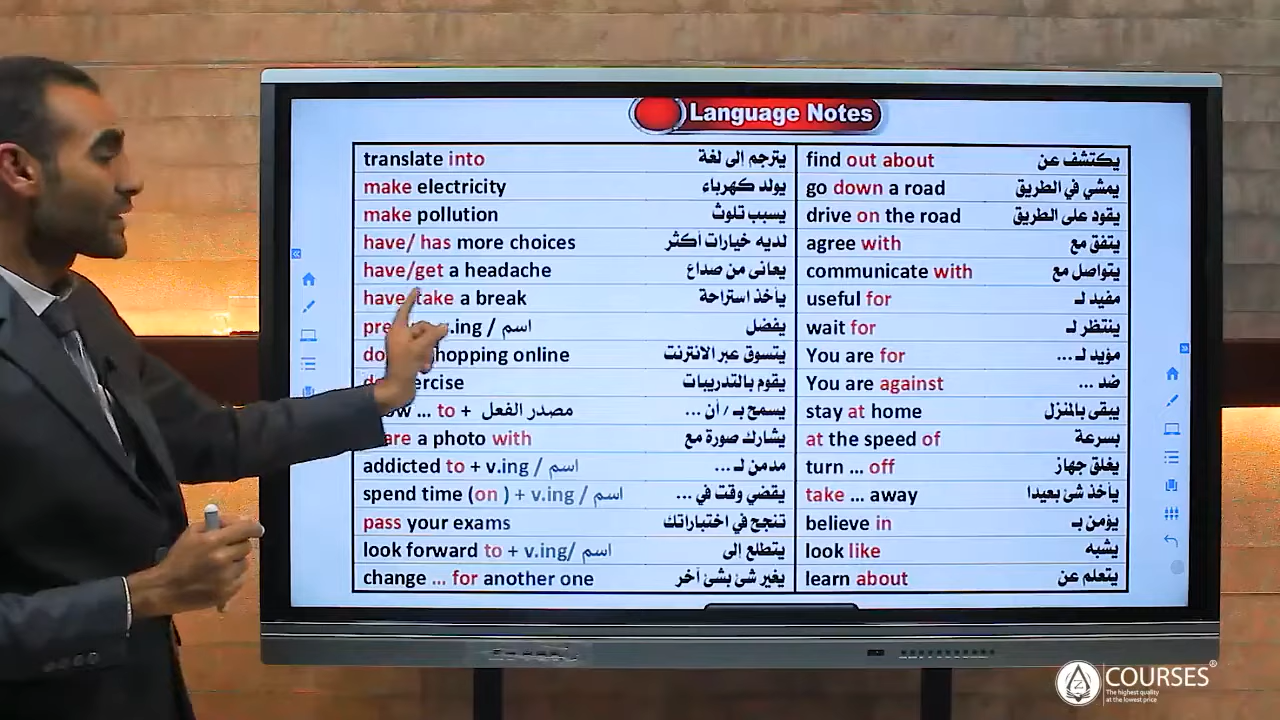 Language Notes
translate into يترجم إلى لغة
make electricity يولد كهرباء
make pollution يسبب تلوث
have/ has more choices لديه خيارات أكثر
have/get a headache يعانى من صداع
have take a break يأخذ استراحة
.ing / اسم يفضل
hopping online يتسوق عبر الانترنت
ercise يقوم بالتدريبات
... to + مصدر الفعل يسمح بـ / أن ...
a photo with يشارك صورة مع
addicted to + v.ing / اسم مدمن لـ ...
spend time (on ) + v.ing / اسم يقضي وقت في ...
pass your exams تنجح في اختباراتك
look forward to + v.ing/ اسم يتطلع إلى
change ... for another one يغير شئ بشئ أخر
find out about يكتشف عن
go down a road يمشي في الطريق
drive on the road يقود على الطريق
agree with يتفق مع
communicate with يتواصل مع
useful for مفيد لـ
wait for ينتظر لـ
You are for مؤيد لـ ...
You are against ضد ...
stay at home يبقى بالمنزل
at the speed of بسرعة
turn ... off يغلق جهاز
take ... away يأخذ شئ بعيدا
believe in يؤمن بـ
look like يشبه
learn about يتعلم عن
COURSES®
The highest quality
at the lowest price